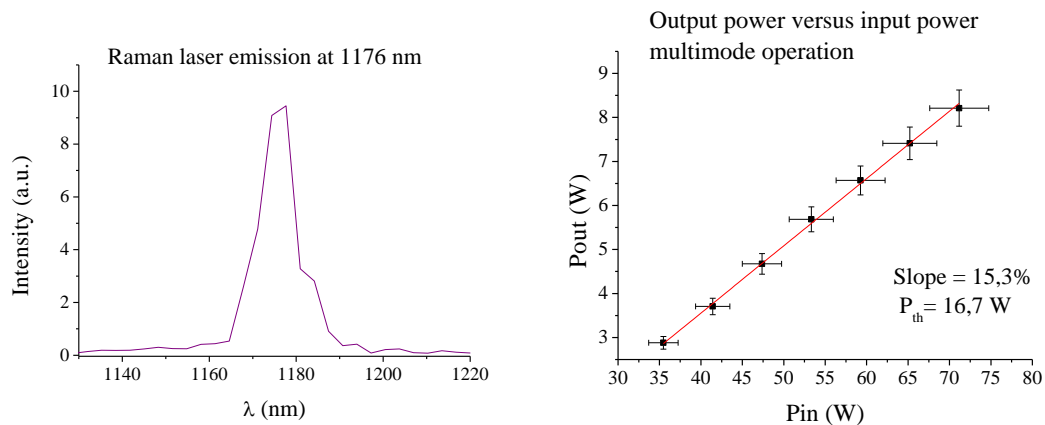 Raman laser emission at 1176 nm
10
8
6
4
2
0
Intensity (a.u.)
1140 1160 1180 1200 1220
λ (nm)
Output power versus input power
multimode operation
9
8
7
6
5
4
3
Pout (W)
Slope = 15,3%
Pth= 16,7 W
30 35 40 45 50 55 60 65 70 75 80
Pin (W)